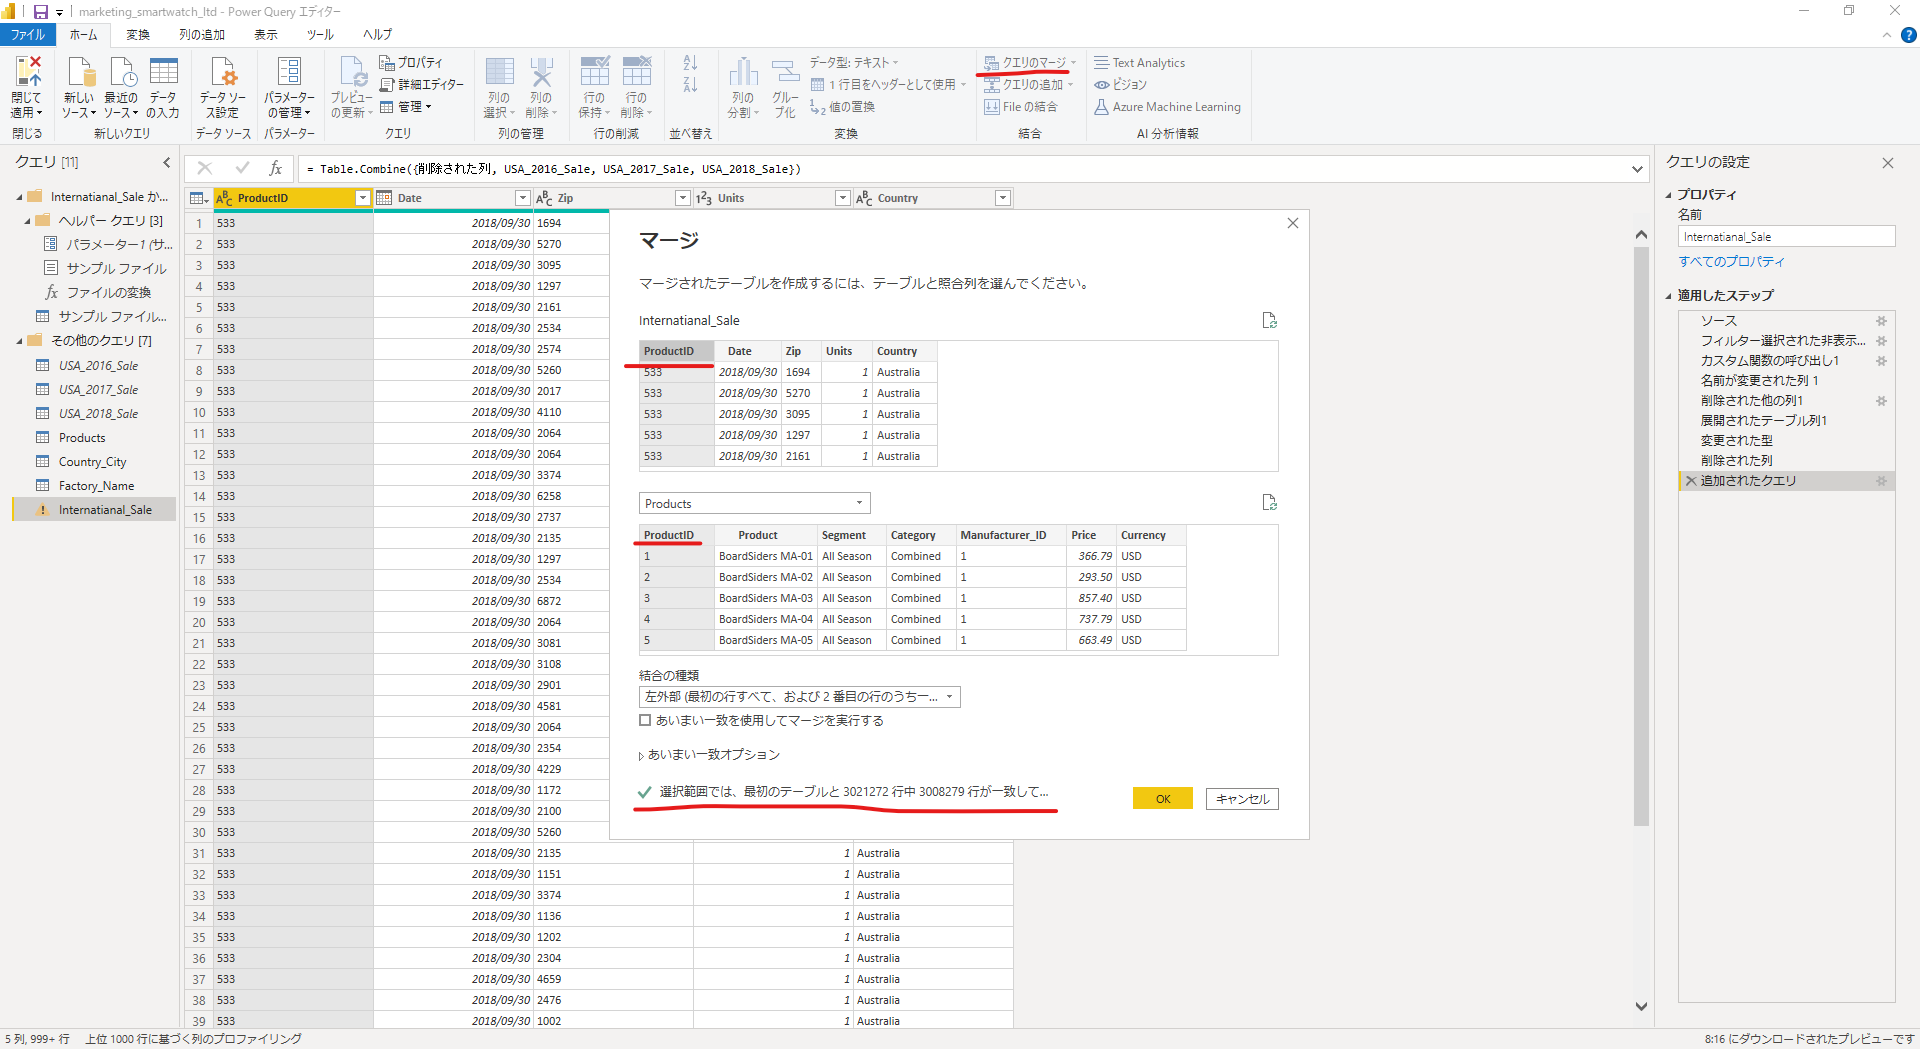 marketing_smartwatch_ltd - Power Query エディター
ファイル ホーム 変換 列の追加 表示 ツール ヘルプ
閉じて適用 閉じる
新しいソース 最近のソース データの入力 新しいクエリ
データ ソース設定 データ ソース
パラメーターの管理 パラメーター
プレビューの更新 プロパティ 詳細エディター 管理 クエリ
列の選択 列の削除 列の管理
行の保持 行の削除 行の削減
並べ替え
列の分割 グループ化 データ型: テキスト 1 行目をヘッダーとして使用 値の置換 変換
クエリのマージ クエリの追加 File の結合 結合
Text Analytics ビジョン Azure Machine Learning AI 分析情報
クエリ [11]
Internatianal_Sale か...
ヘルパー クエリ [3]
パラメーター1 (サ...
サンプル ファイル
fx ファイルの変換
サンプル ファイル...
その他のクエリ [7]
USA_2016_Sale
USA_2017_Sale
USA_2018_Sale
Products
Country_City
Factory_Name
Internatianal_Sale
fx = Table.Combine({削除された列, USA_2016_Sale, USA_2017_Sale, USA_2018_Sale})
ABC ProductID Date ABC Zip 123 Units ABC Country
1 533 2018/09/30 1694
2 533 2018/09/30 5270
3 533 2018/09/30 3095
4 533 2018/09/30 1297
5 533 2018/09/30 2161
6 533 2018/09/30 2534
7 533 2018/09/30 2574
8 533 2018/09/30 5260
9 533 2018/09/30 2017
10 533 2018/09/30 4110
11 533 2018/09/30 2064
12 533 2018/09/30 2064
13 533 2018/09/30 3374
14 533 2018/09/30 6258
15 533 2018/09/30 2737
16 533 2018/09/30 2135
17 533 2018/09/30 1297
18 533 2018/09/30 2534
19 533 2018/09/30 6872
20 533 2018/09/30 2064
21 533 2018/09/30 3081
22 533 2018/09/30 3108
23 533 2018/09/30 2901
24 533 2018/09/30 4581
25 533 2018/09/30 2064
26 533 2018/09/30 2354
27 533 2018/09/30 4229
28 533 2018/09/30 1172
29 533 2018/09/30 2100
30 533 2018/09/30 5260
31 533 2018/09/30 2135 1 Australia
32 533 2018/09/30 1151 1 Australia
33 533 2018/09/30 3374 1 Australia
34 533 2018/09/30 1136 1 Australia
35 533 2018/09/30 1202 1 Australia
36 533 2018/09/30 2304 1 Australia
37 533 2018/09/30 4659 1 Australia
38 533 2018/09/30 2476 1 Australia
39 533 2018/09/30 1002 1 Australia
マージ
マージされたテーブルを作成するには、テーブルと照合列を選んでください。
Internatianal_Sale
ProductID Date Zip Units Country
533 2018/09/30 1694 1 Australia
533 2018/09/30 5270 1 Australia
533 2018/09/30 3095 1 Australia
533 2018/09/30 1297 1 Australia
533 2018/09/30 2161 1 Australia
Products
ProductID Product Segment Category Manufacturer_ID Price Currency
1 BoardSiders MA-01 All Season Combined 1 366.79 USD
2 BoardSiders MA-02 All Season Combined 1 293.50 USD
3 BoardSiders MA-03 All Season Combined 1 857.40 USD
4 BoardSiders MA-04 All Season Combined 1 737.79 USD
5 BoardSiders MA-05 All Season Combined 1 663.49 USD
結合の種類
左外部 (最初の行すべて、および 2 番目の行のうち一...
あいまい一致を使用してマージを実行する
あいまい一致オプション
選択範囲では、最初のテーブルと 3021272 行中 3008279 行が一致して...
OK キャンセル
クエリの設定
プロパティ
名前
Internatianal_Sale
すべてのプロパティ
適用したステップ
ソース
フィルター選択された非表示...
カスタム関数の呼び出し1
名前が変更された列 1
削除された他の列1
展開されたテーブル列1
変更された型
削除された列
追加されたクエリ
5 列、999+ 行 上位 1000 行に基づく列のプロファイリング
8:16 にダウンロードされたプレビューです